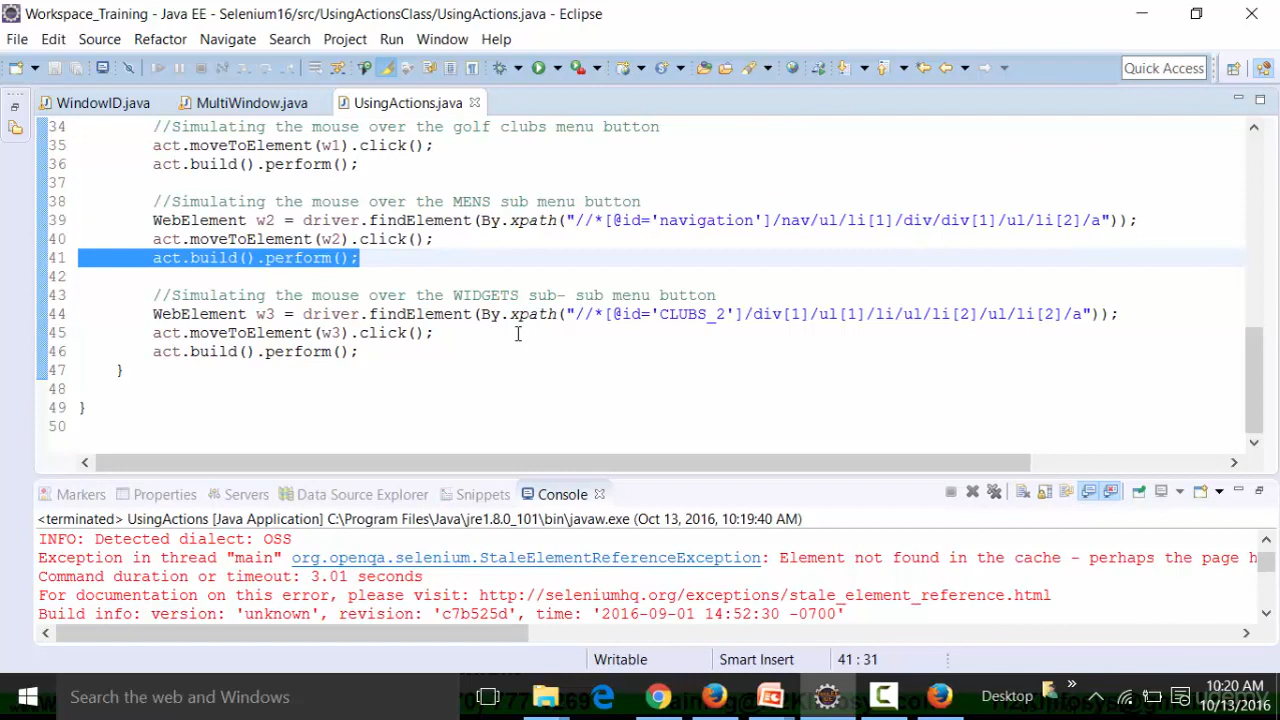 Workspace_Training - Java EE - Selenium16/src/UsingActionsClass/UsingActions.java - Eclipse
File Edit Source Refactor Navigate Search Project Run Window Help
Quick Access
WindowID.java MultiWindow.java UsingActions.java
34 //Simulating the mouse over the golf clubs menu button
35 act.moveToElement(w1).click();
36 act.build().perform();
37
38 //Simulating the mouse over the MENS sub menu button
39 WebElement w2 = driver.findElement(By.xpath("//*[@id='navigation']/nav/ul/li[1]/div/div[1]/ul/li[2]/a"));
40 act.moveToElement(w2).click();
41 act.build().perform();
42
43 //Simulating the mouse over the WIDGETS sub- sub menu button
44 WebElement w3 = driver.findElement(By.xpath("//*[@id='CLUBS_2']/div[1]/ul[1]/li/ul/li[2]/ul/li[2]/a"));
45 act.moveToElement(w3).click();
46 act.build().perform();
47 }
48
49 }
50
Markers Properties Servers Data Source Explorer Snippets Console
<terminated> UsingActions [Java Application] C:\Program Files\Java\jre1.8.0_101\bin\javaw.exe (Oct 13, 2016, 10:19:40 AM)
INFO: Detected dialect: OSS
Exception in thread "main" org.openqa.selenium.StaleElementReferenceException: Element not found in the cache - perhaps the page h
Command duration or timeout: 3.01 seconds
For documentation on this error, please visit: http://seleniumhq.org/exceptions/stale_element_reference.html
Build info: version: 'unknown', revision: 'c7b525d', time: '2016-09-01 14:52:30 -0700'
Writable Smart Insert 41 : 31
Search the web and Windows
Desktop
10:20 AM
10/13/2016